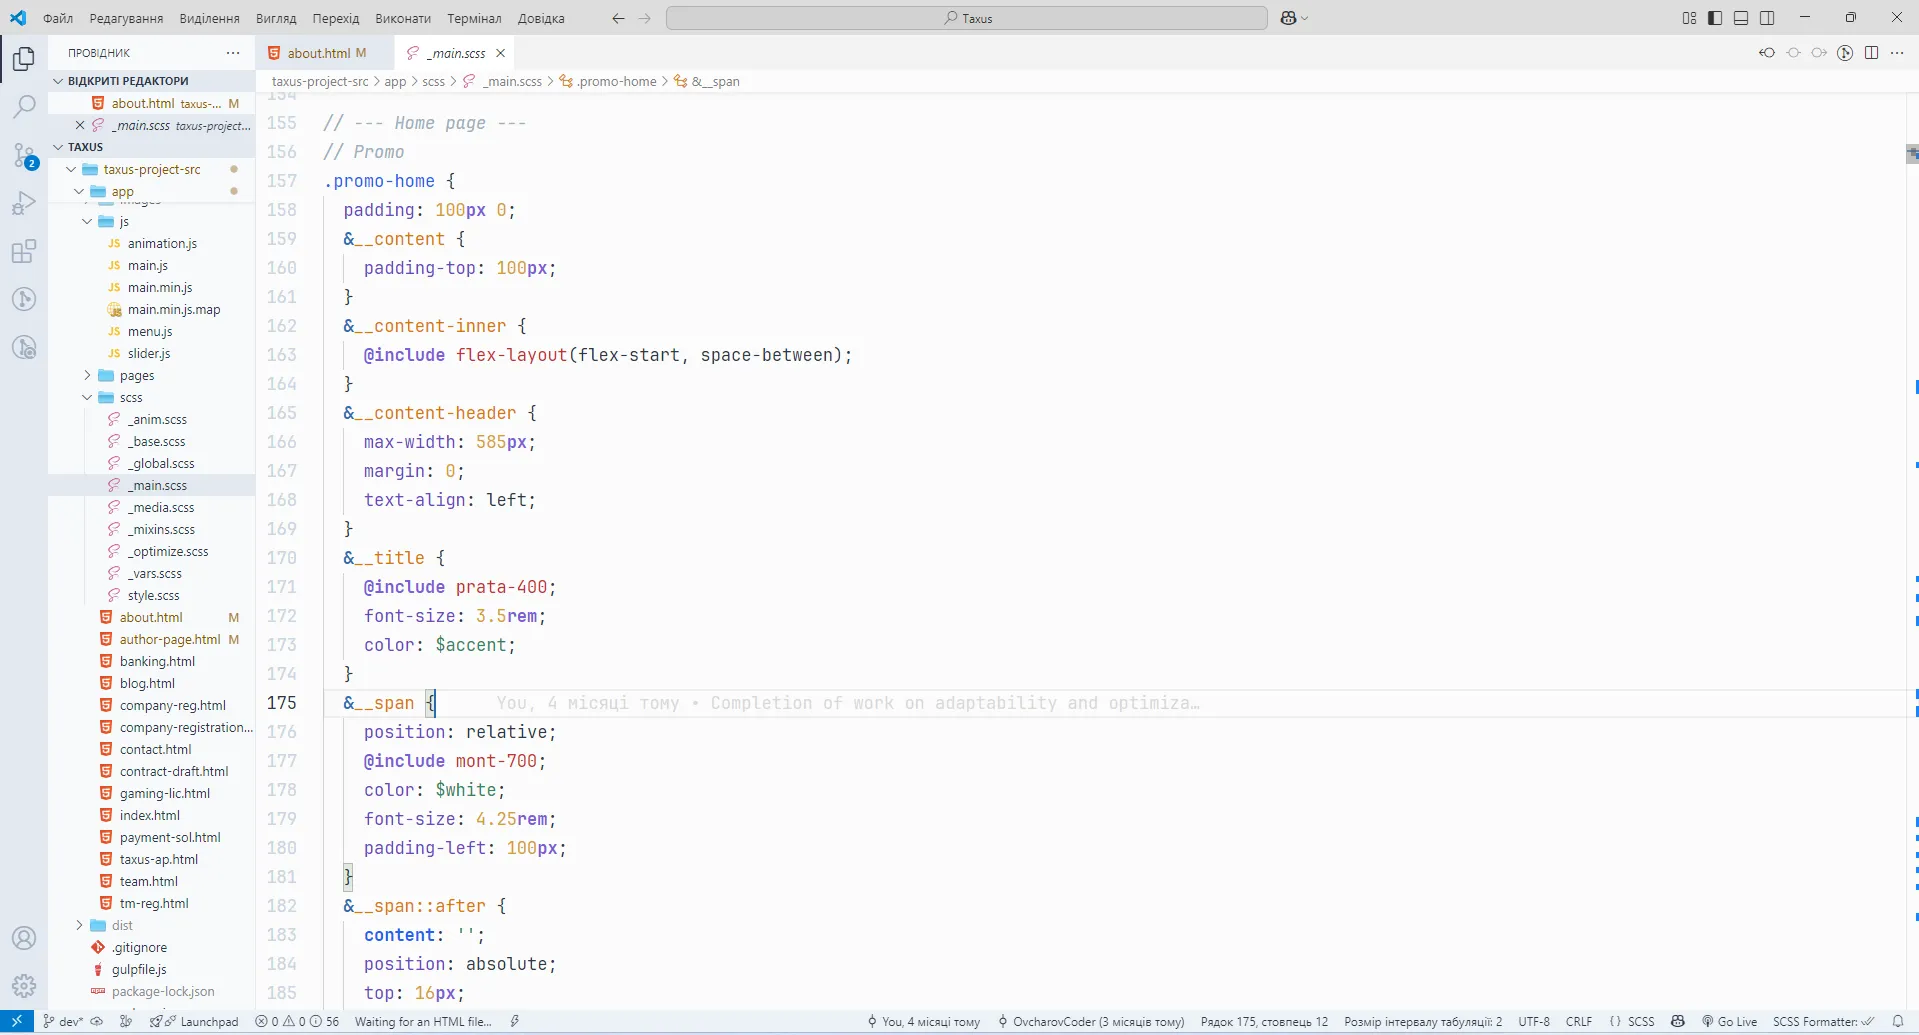 Файл Редагування Виділення Вигляд Перехід Виконати Термінал Довідка
Taxus
ПРОВІДНИК
ВІДКРИТІ РЕДАКТОРИ
about.html taxus-... M
_main.scss taxus-project...
TAXUS
taxus-project-src
app
images
js
animation.js
main.js
main.min.js
main.min.js.map
menu.js
slider.js
pages
scss
_anim.scss
_base.scss
_global.scss
_main.scss
_media.scss
_mixins.scss
_optimize.scss
_vars.scss
style.scss
about.html M
author-page.html M
banking.html
blog.html
company-reg.html
company-registration...
contact.html
contract-draft.html
gaming-lic.html
index.html
payment-sol.html
taxus-ap.html
team.html
tm-reg.html
dist
.gitignore
gulpfile.js
package-lock.json
2
about.html M
_main.scss
taxus-project-src > app > scss > _main.scss > .promo-home > &__span
154
155 // --- Home page ---
156 // Promo
157 .promo-home {
158 padding: 100px 0;
159 &__content {
160 padding-top: 100px;
161 }
162 &__content-inner {
163 @include flex-layout(flex-start, space-between);
164 }
165 &__content-header {
166 max-width: 585px;
167 margin: 0;
168 text-align: left;
169 }
170 &__title {
171 @include prata-400;
172 font-size: 3.5rem;
173 color: $accent;
174 }
175 &__span { You, 4 місяці тому • Completion of work on adaptability and optimiza…
176 position: relative;
177 @include mont-700;
178 color: $white;
179 font-size: 4.25rem;
180 padding-left: 100px;
181 }
182 &__span::after {
183 content: '';
184 position: absolute;
185 top: 16px;
dev* Launchpad 0 0 56 Waiting for an HTML file... You, 4 місяці тому OvcharovCoder (3 місяців тому) Рядок 175, стовпець 12 Розмір інтервалу табуляції: 2 UTF-8 CRLF {} SCSS Go Live SCSS Formatter: